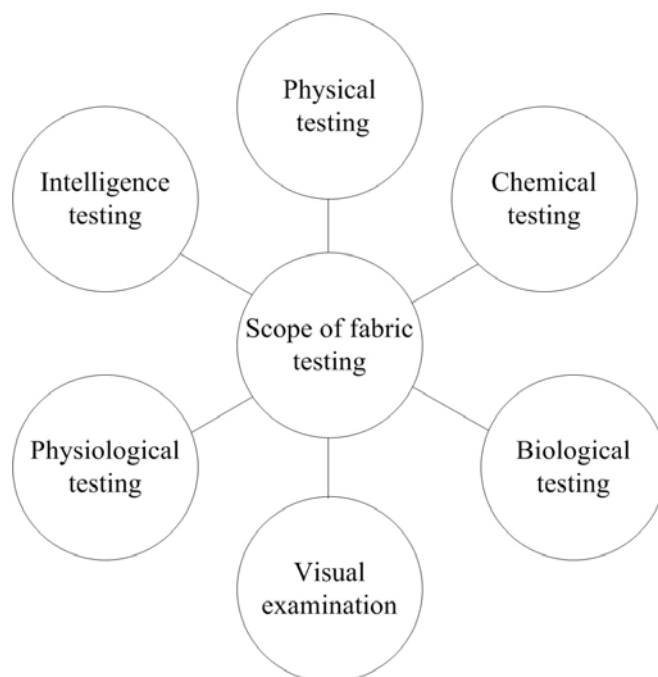 Physical
testing
Intelligence
testing
Chemical
testing
Scope of fabric
testing
Physiological
testing
Biological
testing
Visual
examination